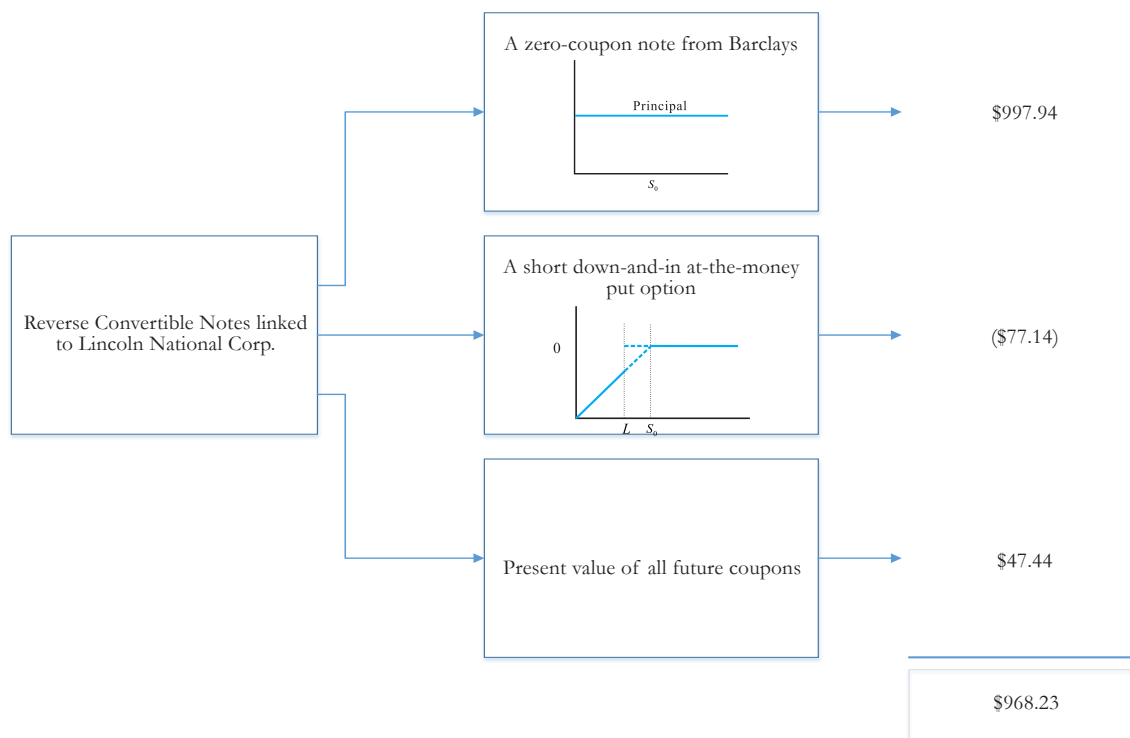 A zero-coupon note from Barclays
Principal
S₀
$997.94
Reverse Convertible Notes linked
to Lincoln National Corp.
A short down-and-in at-the-money
put option
0
L S₀
($77.14)
Present value of all future coupons
$47.44
$968.23